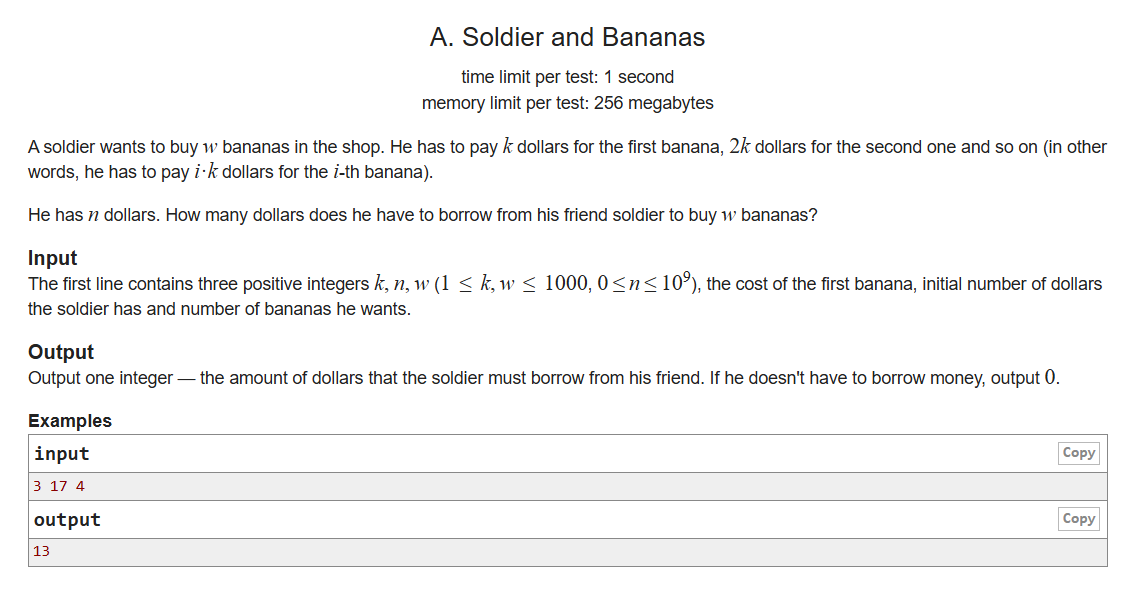 A. Soldier and Bananas
time limit per test: 1 second
memory limit per test: 256 megabytes
A soldier wants to buy w bananas in the shop. He has to pay k dollars for the first banana, 2k dollars for the second one and so on (in other
words, he has to pay i·k dollars for the i-th banana).
He has n dollars. How many dollars does he have to borrow from his friend soldier to buy w bananas?
Input
The first line contains three positive integers k, n, w (1 ≤ k, w ≤ 1000, 0 ≤ n ≤ 10⁹), the cost of the first banana, initial number of dollars
the soldier has and number of bananas he wants.
Output
Output one integer — the amount of dollars that the soldier must borrow from his friend. If he doesn't have to borrow money, output 0.
Examples
input Copy
3 17 4
output Copy
13